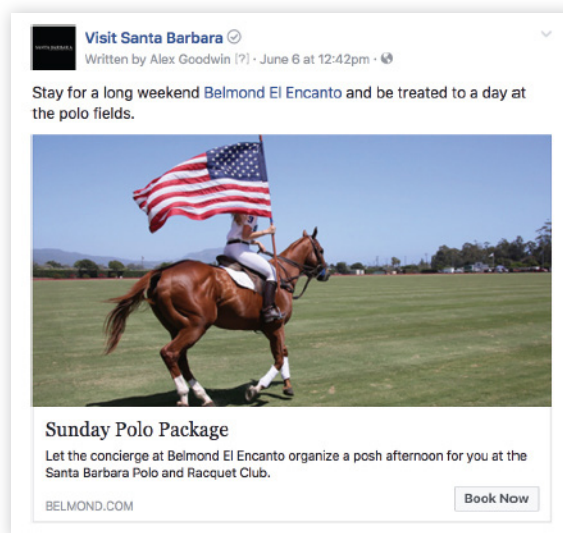 SANTA BARBARA
Visit Santa Barbara
Written by Alex Goodwin [?] · June 6 at 12:42pm ·
Stay for a long weekend Belmond El Encanto and be treated to a day at
the polo fields.
Sunday Polo Package
Let the concierge at Belmond El Encanto organize a posh afternoon for you at the
Santa Barbara Polo and Racquet Club.
BELMOND.COM
Book Now